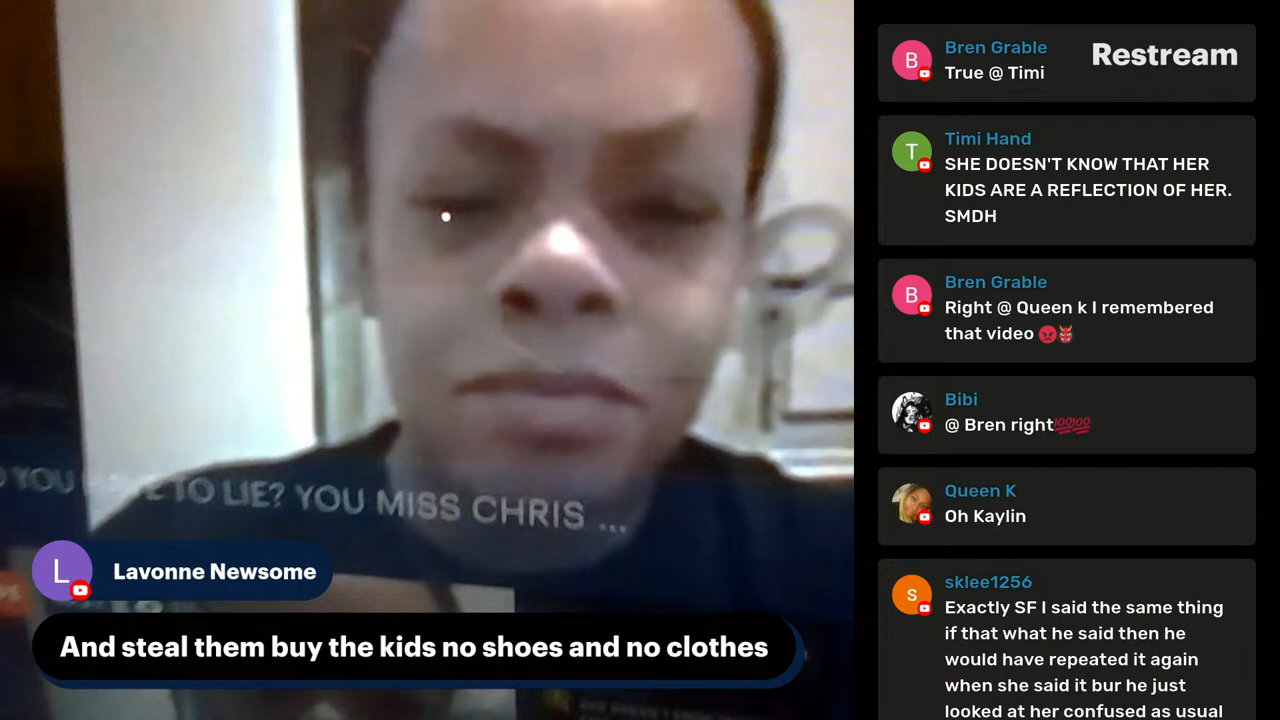 Restream
B
Bren Grable
True @ Timi
T
Timi Hand
SHE DOESN'T KNOW THAT HER
KIDS ARE A REFLECTION OF HER.
SMDH
B
Bren Grable
Right @ Queen k I remembered
that video 😡👹
Bibi
@ Bren right💯💯
Queen K
Oh Kaylin
s
sklee1256
Exactly SF I said the same thing
if that what he said then he
would have repeated it again
when she said it bur he just
looked at her confused as usual
YOU TO LIE? YOU MISS CHRIS ...
L
Lavonne Newsome
And steal them buy the kids no shoes and no clothes